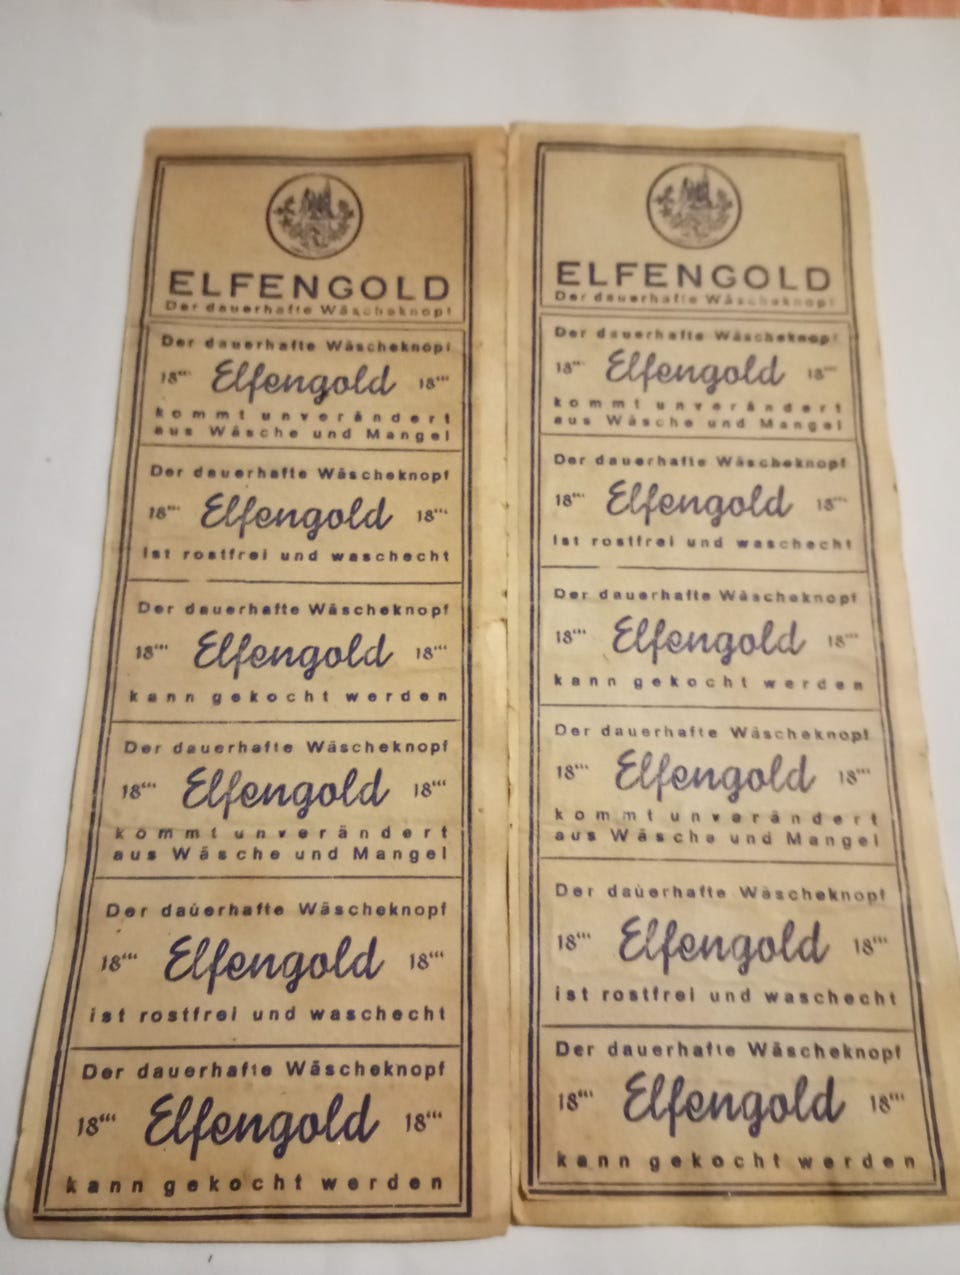 ELFENGOLD
Der dauerhafte Wäscheknopf
Der dauerhafte Wäscheknopf
18''' Elfengold 18'''
kommt unverändert
aus Wäsche und Mangel
Der dauerhafte Wäscheknopf
18''' Elfengold 18'''
ist rostfrei und waschecht
Der dauerhafte Wäscheknopf
18''' Elfengold 18'''
kann gekocht werden
Der dauerhafte Wäscheknopf
18''' Elfengold 18'''
kommt unverändert
aus Wäsche und Mangel
Der dauerhafte Wäscheknopf
18''' Elfengold 18'''
ist rostfrei und waschecht
Der dauerhafte Wäscheknopf
18''' Elfengold 18'''
kann gekocht werden
ELFENGOLD
Der dauerhafte Wäscheknopf
Der dauerhafte Wäscheknopf
18''' Elfengold 18'''
kommt unverändert
aus Wäsche und Mangel
Der dauerhafte Wäscheknopf
18''' Elfengold 18'''
ist rostfrei und waschecht
Der dauerhafte Wäscheknopf
18''' Elfengold 18'''
kann gekocht werden
Der dauerhafte Wäscheknopf
18''' Elfengold 18'''
kommt unverändert
aus Wäsche und Mangel
Der dauerhafte Wäscheknopf
18''' Elfengold 18'''
ist rostfrei und waschecht
Der dauerhafte Wäscheknopf
18''' Elfengold 18'''
kann gekocht werden